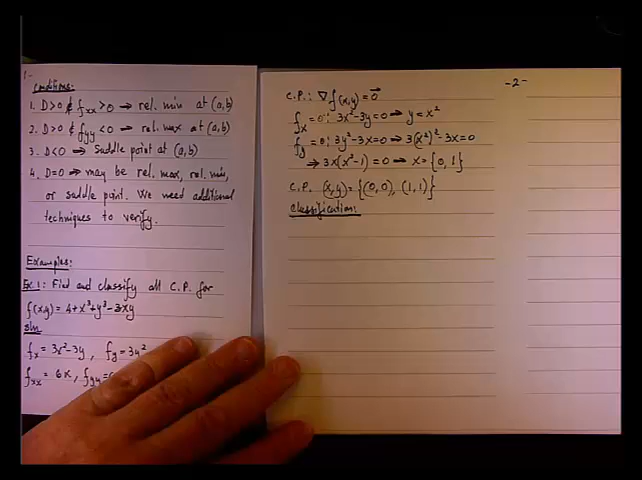 Conditions:
1. D>0 & fxx>0 → rel. min at (a,b)
2. D>0 & fyy<0 → rel. max at (a,b)
3. D<0 → Suddle point at (a,b)
4. D=0 → may be rel. max, rel. min,
or suddle point. We need additional
techniques to verify.
Examples:
Ex.1: Find and classify all C.P. for
f(x,y) = 4+x³+y³-3xy
Sln
fx = 3x²-3y, fy = 3y²
fxx = 6x, fyy =
-2-
C.P.: ∇f(x,y) = 0⃗
fx = 0: 3x²-3y=0 → y=x²
fy = 0: 3y²-3x=0 → 3(x²)²-3x=0
→ 3x(x³-1)=0 → x={0,1}
C.P. (x,y)={(0,0), (1,1)}
Classification: